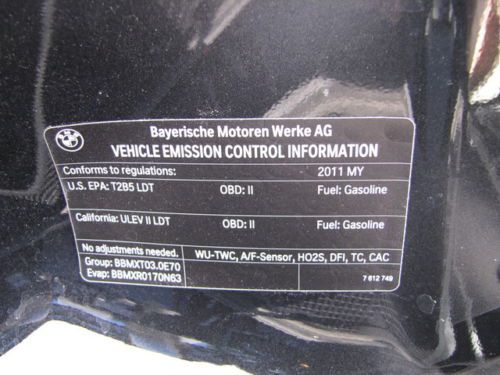 BMW
Bayerische Motoren Werke AG
VEHICLE EMISSION CONTROL INFORMATION
Conforms to regulations: 2011 MY
U.S. EPA: T2B5 LDT OBD: II Fuel: Gasoline
California: ULEV II LDT OBD: II Fuel: Gasoline
No adjustments needed. WU-TWC, A/F-Sensor, HO2S, DFI, TC, CAC
Group: BBMXT03.0E70
Evap: BBMXR0170N63 7 612 749